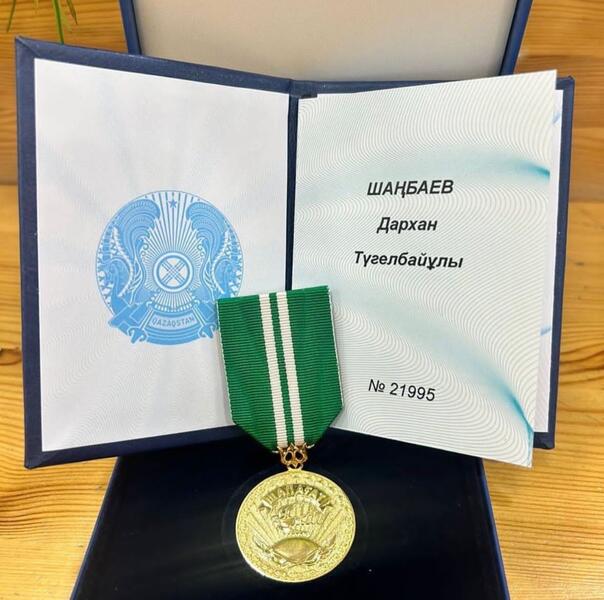 QAZAQSTAN
ШАҢБАЕВ
Дархан
Түгелбайұлы
№ 21995